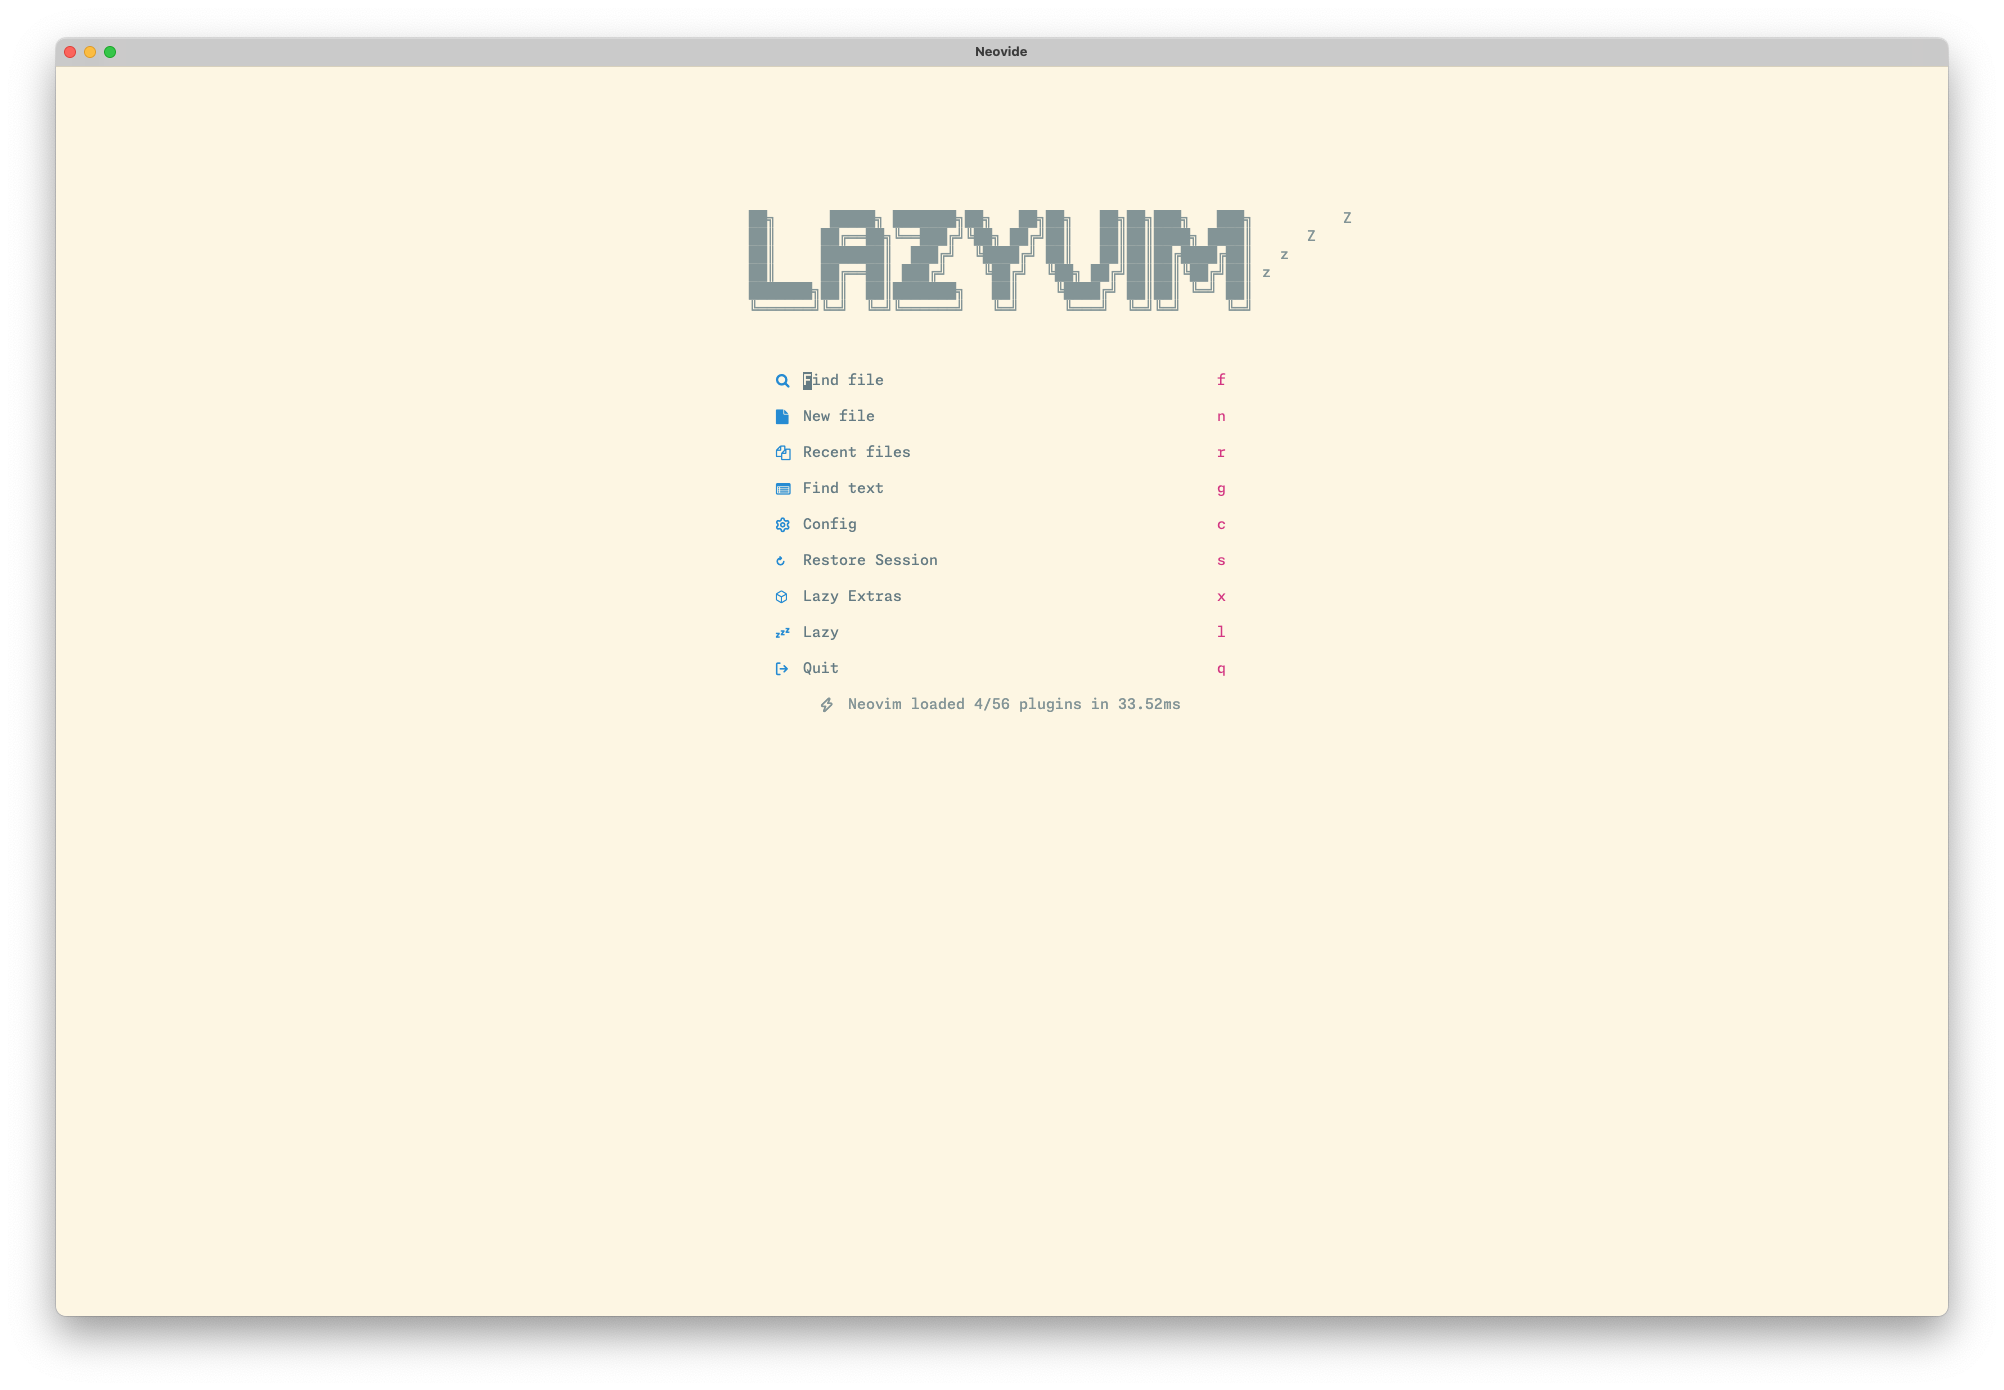 Neovide
LAZYVIM
Z
Z
z
z
Find file f
New file n
Recent files r
Find text g
Config c
Restore Session s
Lazy Extras x
Lazy l
Quit q
Neovim loaded 4/56 plugins in 33.52ms